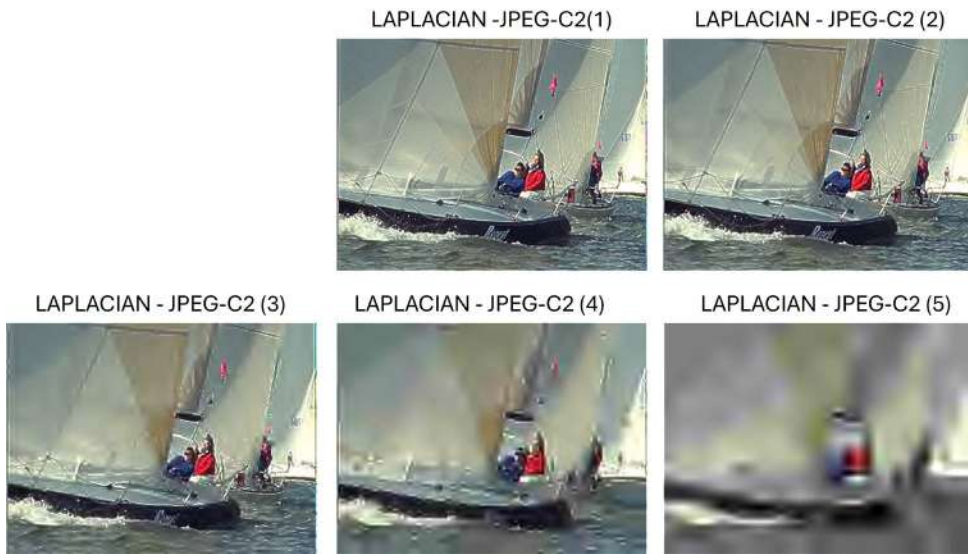 LAPLACIAN -JPEG-C2(1)
LAPLACIAN - JPEG-C2 (2)
LAPLACIAN - JPEG-C2 (3)
LAPLACIAN - JPEG-C2 (4)
LAPLACIAN - JPEG-C2 (5)